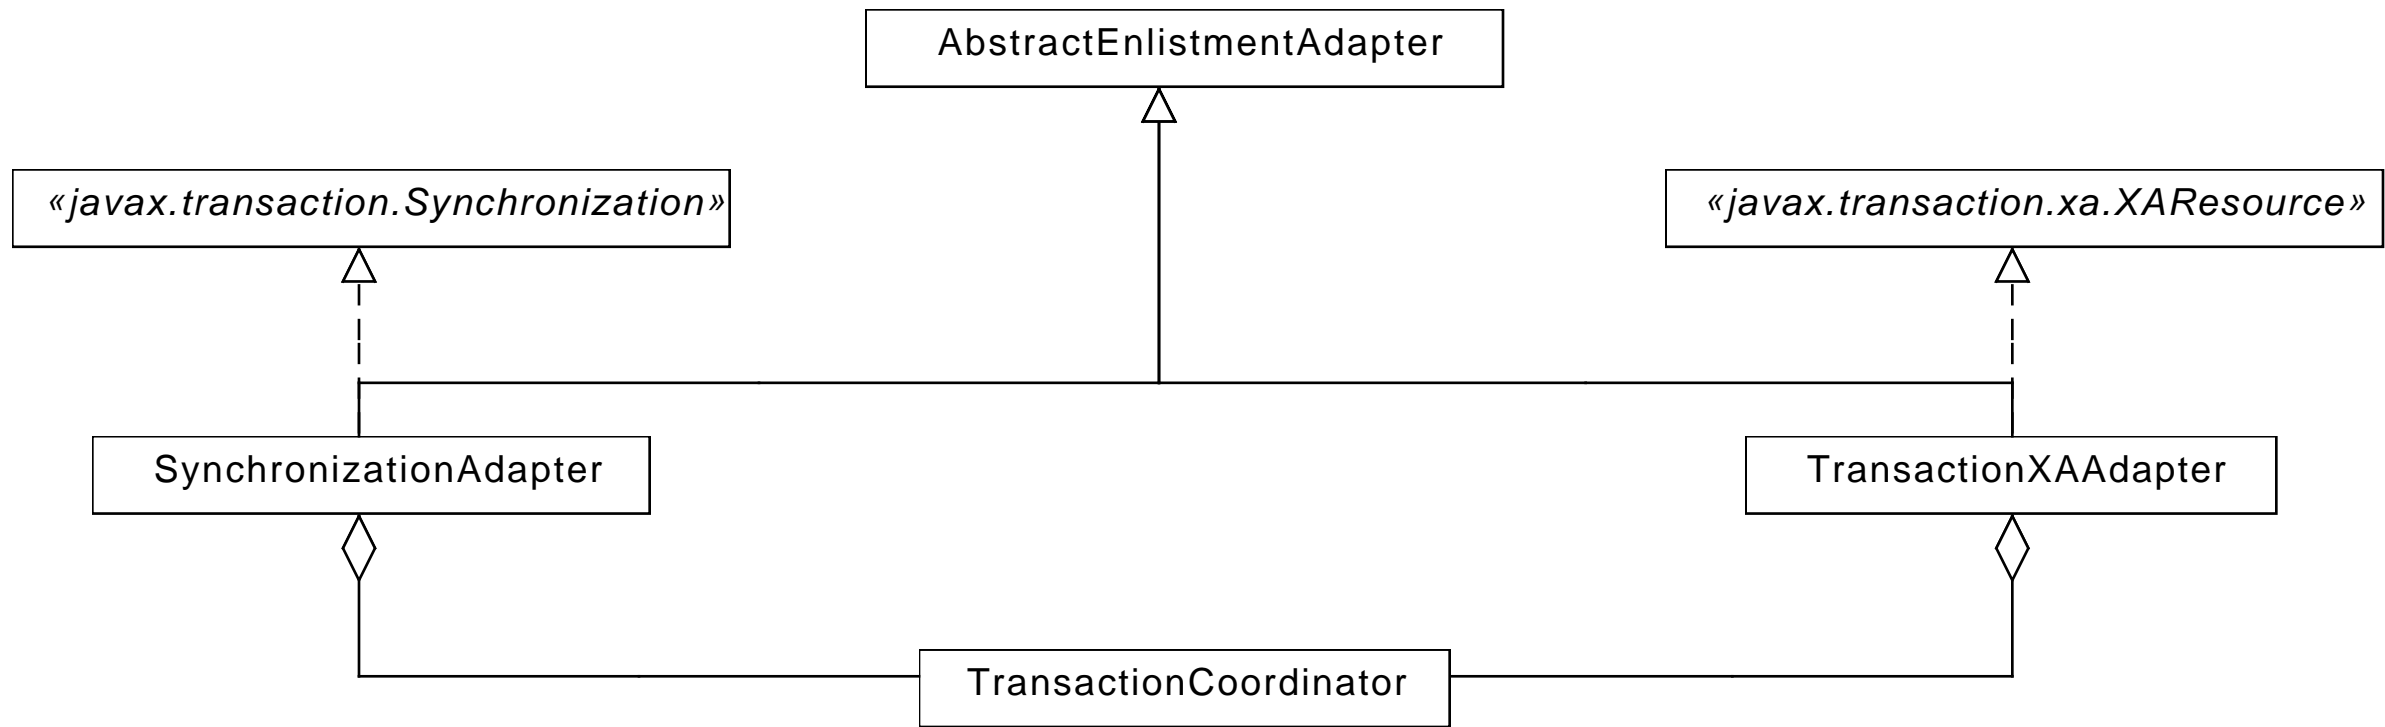 AbstractEnlistmentAdapter
«javax.transaction.Synchronization»
«javax.transaction.xa.XAResource»
SynchronizationAdapter
TransactionXAAdapter
TransactionCoordinator